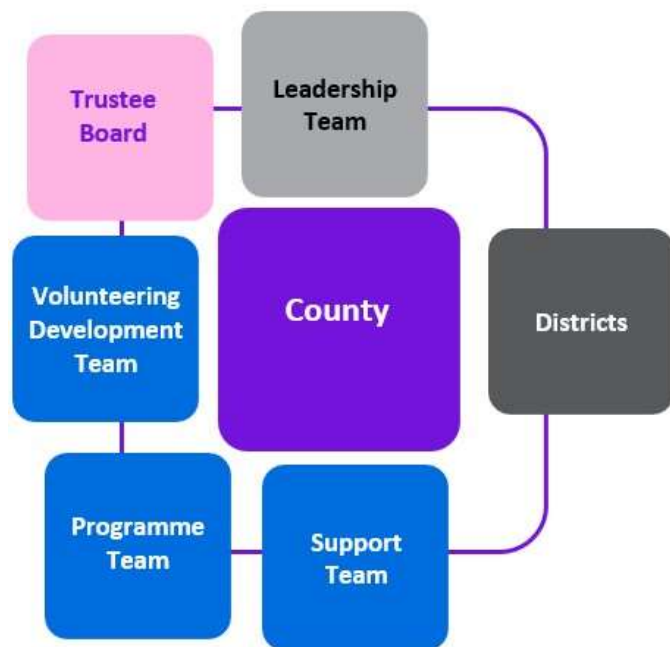 Trustee
Board
Leadership
Team
Volunteering
Development
Team
County
Districts
Programme
Team
Support
Team